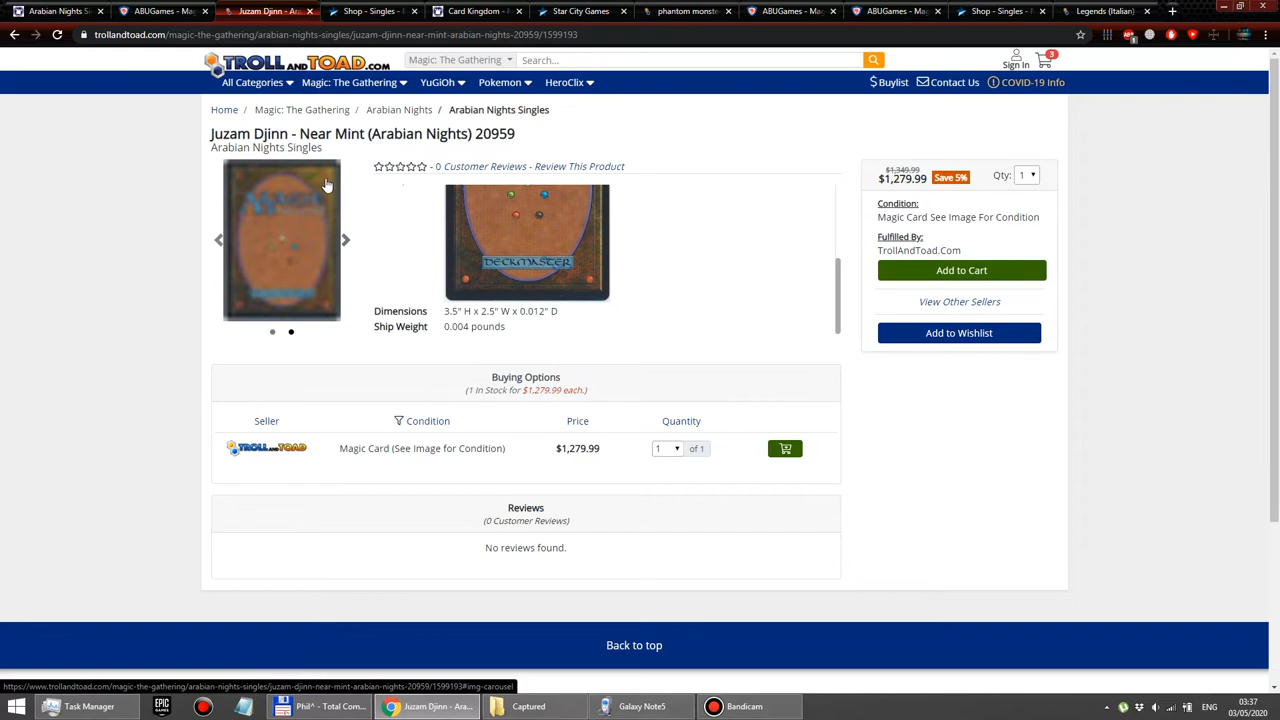 Arabian Nights S
ABUGames - Mag
Juzam Djinn - Ara
Shop - Singles - M
Card Kingdom - M
Star City Games
phantom monste
ABUGames - Mag
ABUGames - Mag
Shop - Singles - R
Legends (Italian)
trollandtoad.com/magic-the-gathering/arabian-nights-singles/juzam-djinn-near-mint-arabian-nights-20959/1599193
TROLLANDTOAD.COM
Magic: The Gathering
Search...
Sign In
3
All Categories
Magic: The Gathering
YuGiOh
Pokemon
HeroClix
$Buylist
Contact Us
COVID-19 Info
Home / Magic: The Gathering / Arabian Nights / Arabian Nights Singles
Juzam Djinn - Near Mint (Arabian Nights) 20959
Arabian Nights Singles
- 0 Customer Reviews - Review This Product
DECKMASTER
Dimensions 3.5" H x 2.5" W x 0.012" D
Ship Weight 0.004 pounds
$1,349.99
$1,279.99 Save 5%
Qty: 1
Condition:
Magic Card See Image For Condition
Fulfilled By:
TrollAndToad.Com
Add to Cart
View Other Sellers
Add to Wishlist
Buying Options
(1 In Stock for $1,279.99 each.)
Seller Condition Price Quantity
TROLLANDTOAD Magic Card (See Image for Condition) $1,279.99 1 of 1
Reviews
(0 Customer Reviews)
No reviews found.
Back to top
https://www.trollandtoad.com/magic-the-gathering/arabian-nights-singles/juzam-djinn-near-mint-arabian-nights-20959/1599193#img-carousel
Task Manager
EPIC GAMES
Phil^ - Total Com...
Juzam Djinn - Ara...
Captured
Galaxy Note5
Bandicam
ENG
03:37
03/05/2020